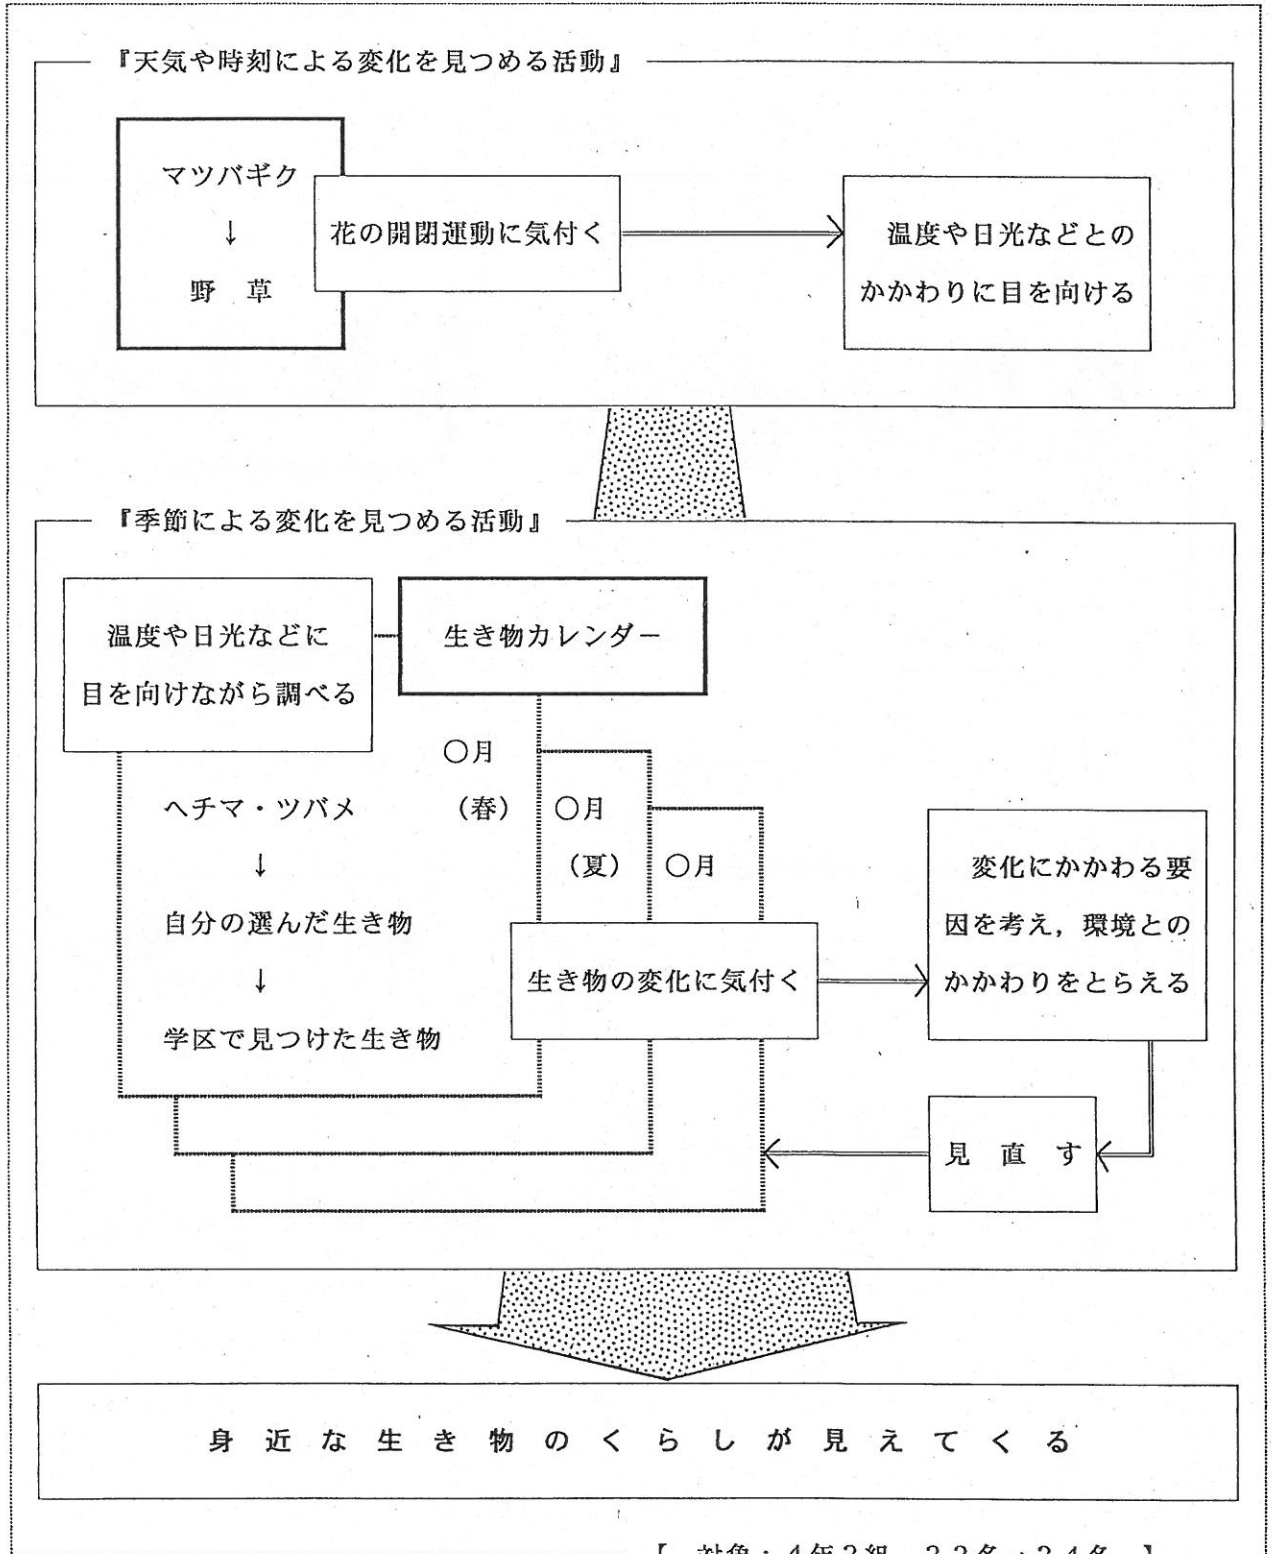 『天気や時刻による変化を見つめる活動』
マツバギク
↓
野　草
花の開閉運動に気付く
温度や日光などとの
かかわりに目を向ける
『季節による変化を見つめる活動』
温度や日光などに
目を向けながら調べる
生き物カレンダー
〇月
（春）
〇月
（夏）
〇月
ヘチマ・ツバメ
↓
自分の選んだ生き物
↓
学区で見つけた生き物
生き物の変化に気付く
変化にかかわる要
因を考え，環境との
かかわりをとらえる
見　直　す
身 近 な 生 き 物 の く ら し が 見 え て く る